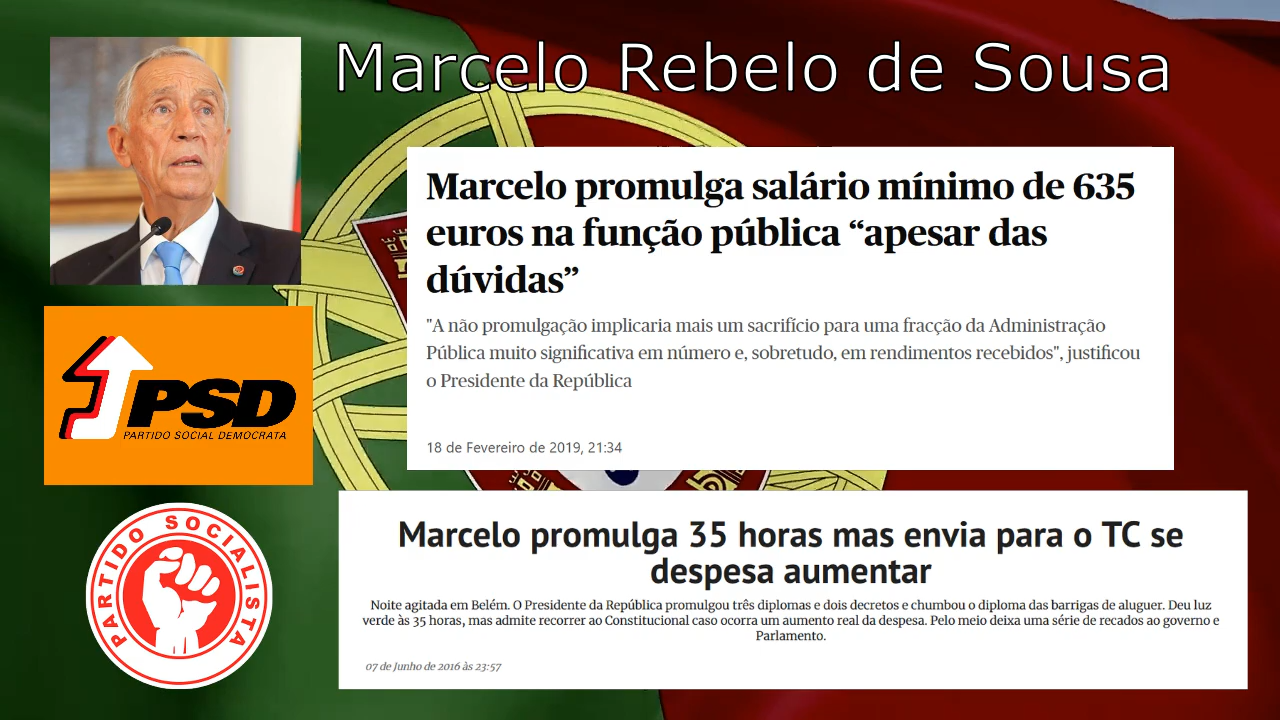 Marcelo Rebelo de Sousa
Marcelo promulga salário mínimo de 635
euros na função pública “apesar das
dúvidas”
"A não promulgação implicaria mais um sacrifício para uma fracção da Administração
Pública muito significativa em número e, sobretudo, em rendimentos recebidos", justificou
o Presidente da República
18 de Fevereiro de 2019, 21:34
PSD
PARTIDO SOCIAL DEMOCRATA
Marcelo promulga 35 horas mas envia para o TC se
despesa aumentar
Noite agitada em Belém. O Presidente da República promulgou três diplomas e dois decretos e chumbou o diploma das barrigas de aluguer. Deu luz
verde às 35 horas, mas admite recorrer ao Constitucional caso ocorra um aumento real da despesa. Pelo meio deixa uma série de recados ao governo e
Parlamento.
07 de Junho de 2016 às 23:57
PARTIDO SOCIALISTA